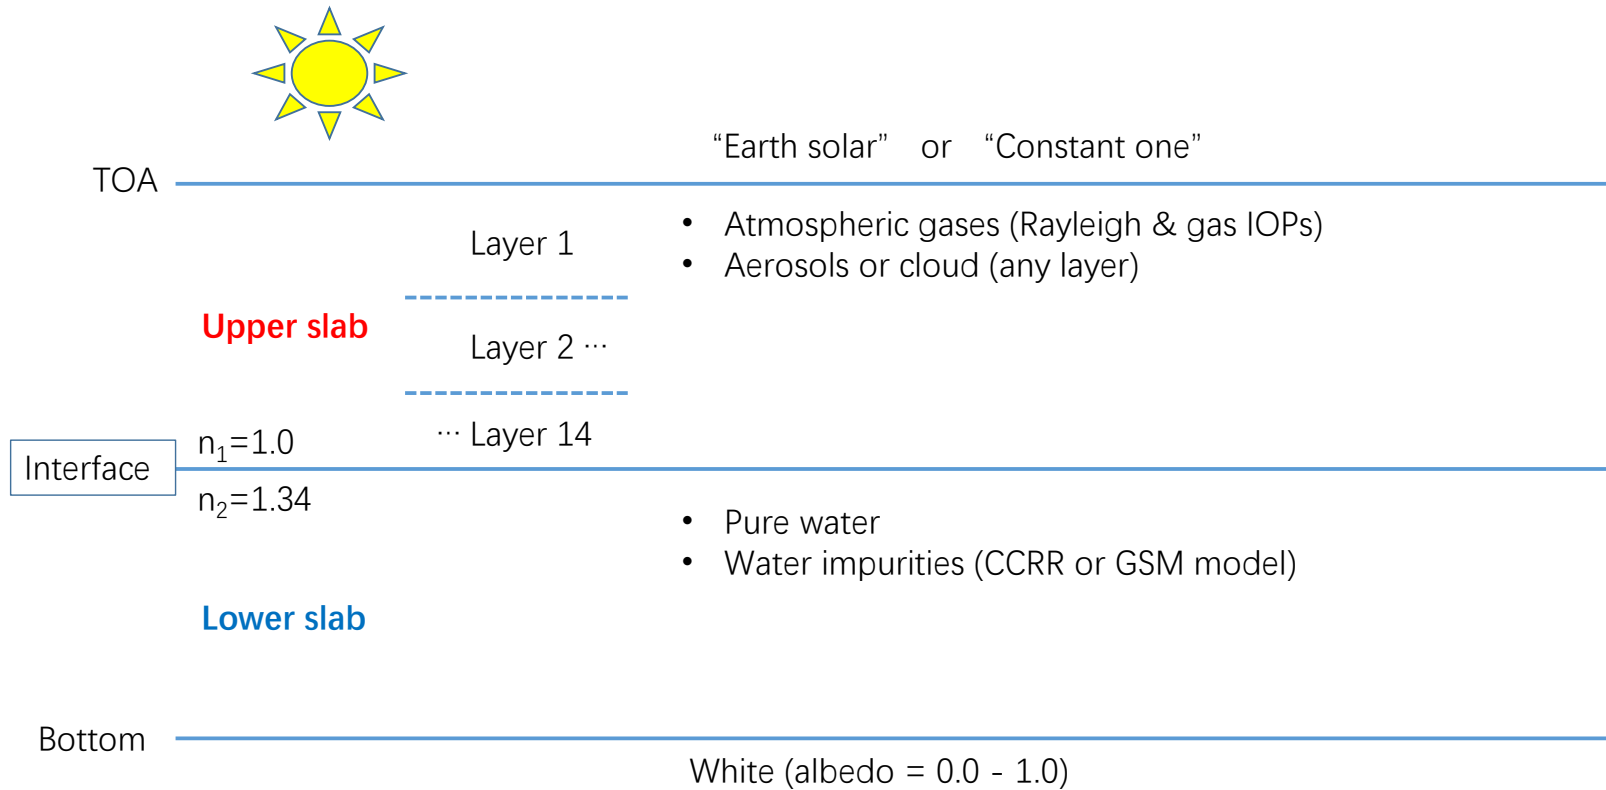 “Earth solar” or “Constant one”
TOA
Layer 1
• Atmospheric gases (Rayleigh & gas IOPs)
• Aerosols or cloud (any layer)
Upper slab
Layer 2 ···
··· Layer 14
n₁=1.0
Interface
n₂=1.34
• Pure water
• Water impurities (CCRR or GSM model)
Lower slab
Bottom
White (albedo = 0.0 - 1.0)